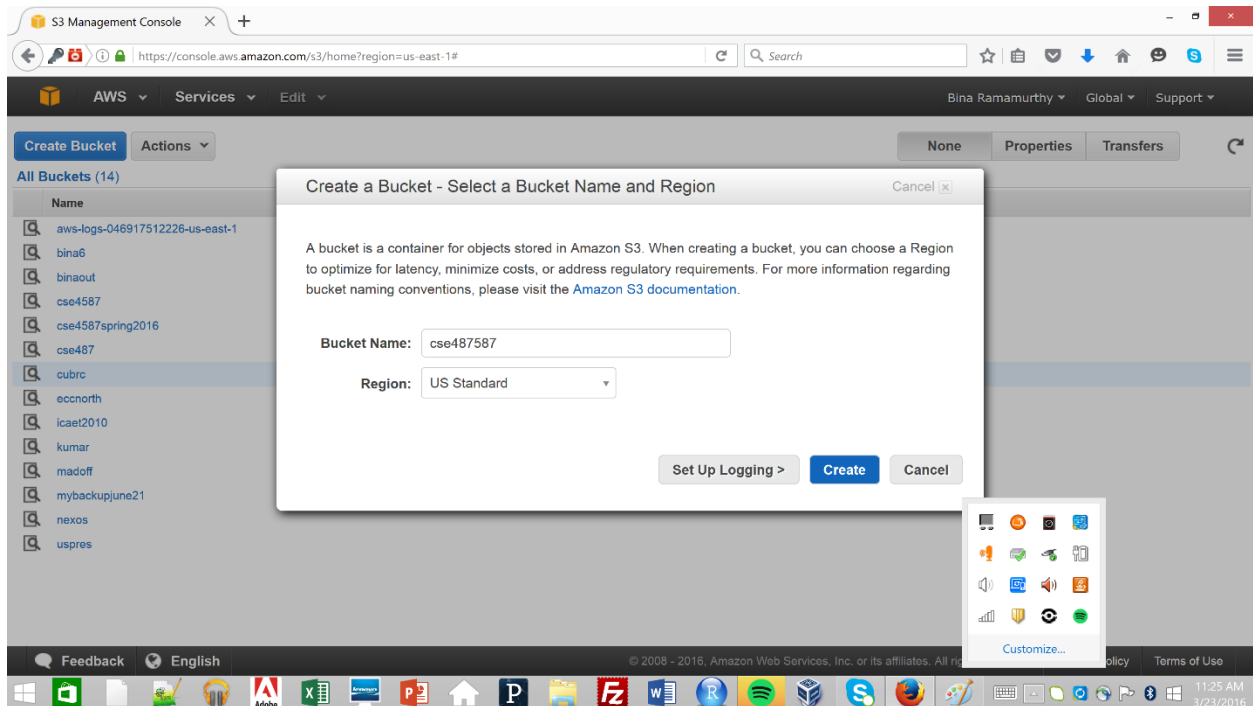 S3 Management Console
https://console.aws.amazon.com/s3/home?region=us-east-1#
Search
AWS Services Edit
Bina Ramamurthy Global Support
Create Bucket Actions
None Properties Transfers
All Buckets (14)
Name
aws-logs-046917512226-us-east-1
bina6
binaout
cse4587
cse4587spring2016
cse487
cubrc
eccnorth
icaet2010
kumar
madoff
mybackupjune21
nexos
uspres
Create a Bucket - Select a Bucket Name and Region Cancel
A bucket is a container for objects stored in Amazon S3. When creating a bucket, you can choose a Region
to optimize for latency, minimize costs, or address regulatory requirements. For more information regarding
bucket naming conventions, please visit the Amazon S3 documentation.
Bucket Name: cse487587
Region: US Standard
Set Up Logging > Create Cancel
Customize...
Feedback English
© 2008 - 2016, Amazon Web Services, Inc. or its affiliates. All olicy Terms of Use
Adobe
lenovo
11:25 AM
3/23/2016